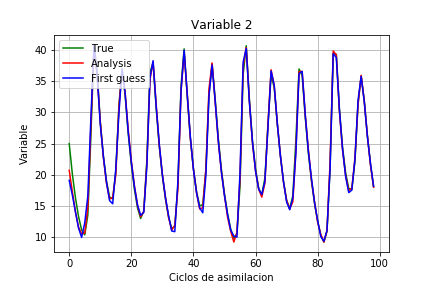 Variable 2
True
Analysis
First guess
Variable
40
35
30
25
20
15
10
0
20
40
60
80
100
Ciclos de asimilacion